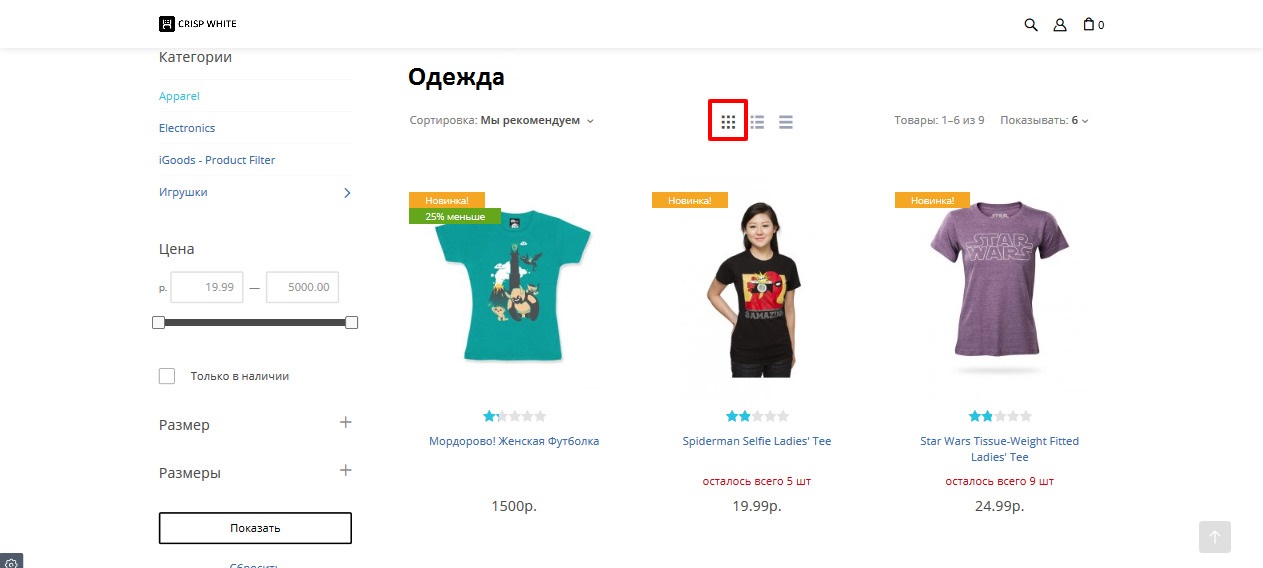 CRISP WHITE
0
Категории
Apparel
Electronics
iGoods - Product Filter
Игрушки
Цена
р. 19.99 — 5000.00
Только в наличии
Размер
Размеры
Показать
Сбросить
Одежда
Сортировка: Мы рекомендуем
Товары: 1–6 из 9 Показывать: 6
Новинка!
25% меньше
Мордорово! Женская Футболка
1500р.
Новинка!
Spiderman Selfie Ladies' Tee
осталось всего 5 шт
19.99р.
Новинка!
STAR
WARS
Star Wars Tissue-Weight Fitted
Ladies' Tee
осталось всего 9 шт
24.99р.